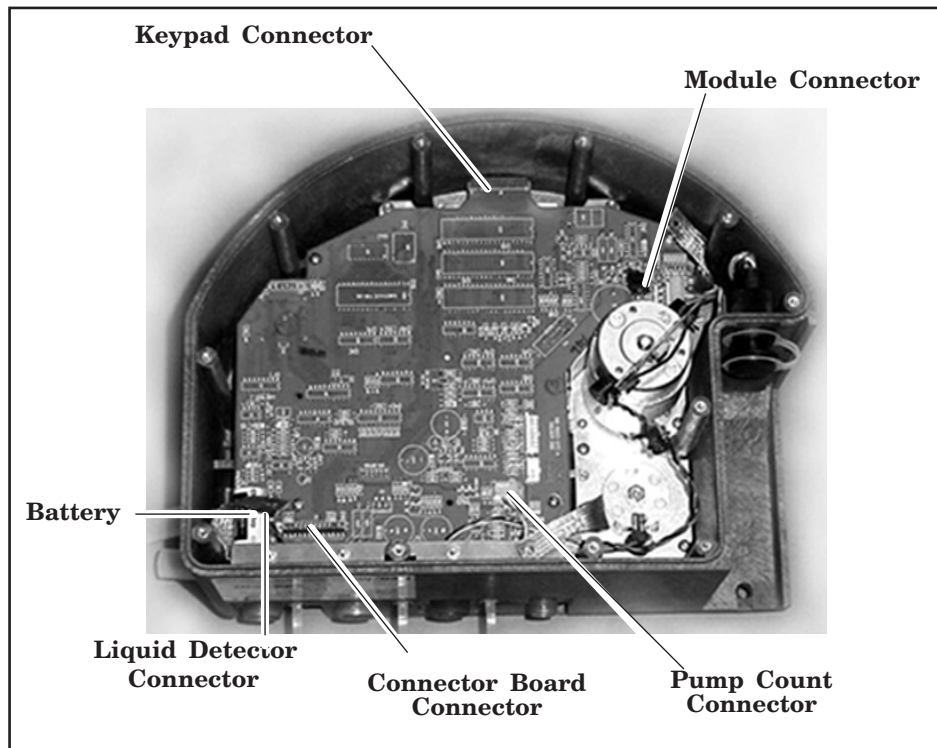 Keypad Connector
Module Connector
Battery
Liquid Detector
Connector
Connector Board
Connector
Pump Count
Connector